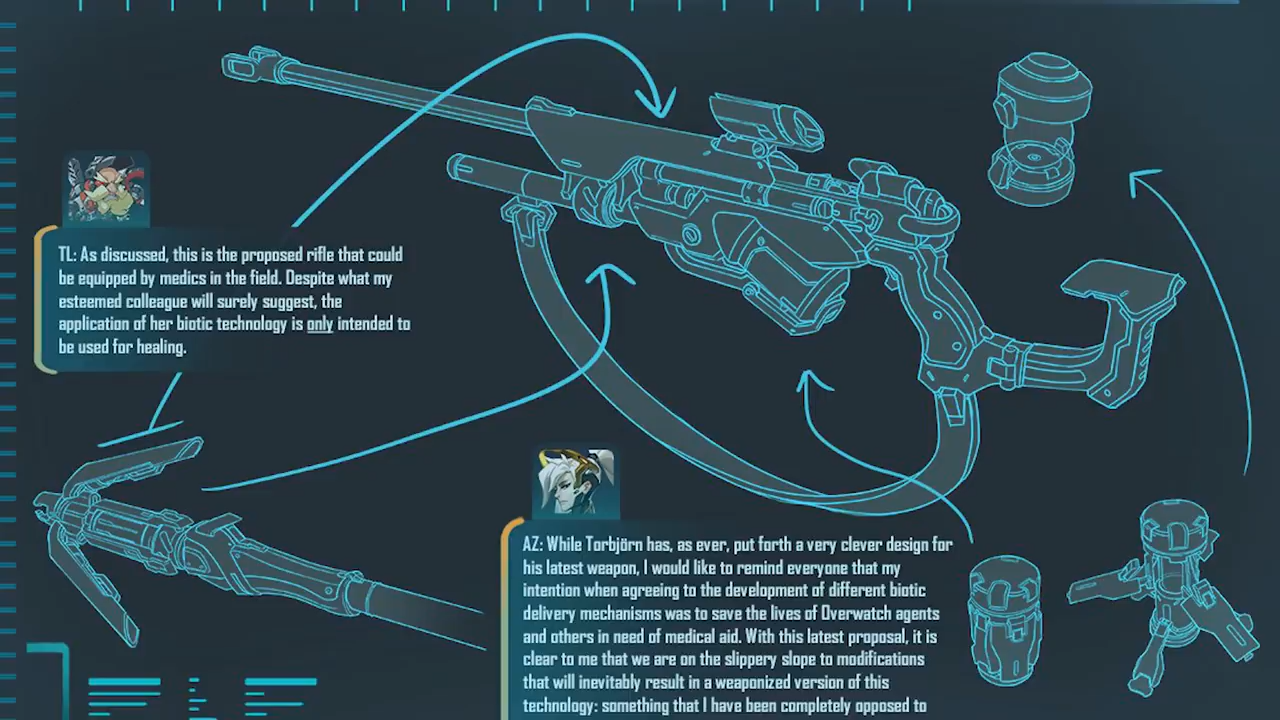 TL: As discussed, this is the proposed rifle that could
be equipped by medics in the field. Despite what my
esteemed colleague will surely suggest, the
application of her biotic technology is only intended to
be used for healing.
AZ: While Torbjörn has, as ever, put forth a very clever design for
his latest weapon, I would like to remind everyone that my
intention when agreeing to the development of different biotic
delivery mechanisms was to save the lives of Overwatch agents
and others in need of medical aid. With this latest proposal, it is
clear to me that we are on the slippery slope to modifications
that will inevitably result in a weaponized version of this
technology: something that I have been completely opposed to